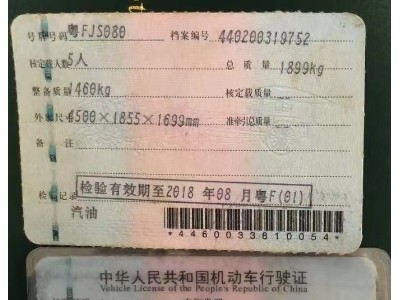 号牌号码 粤FJS080 档案编号 440200319752
核定载人数 5人 总质量 1899kg
整备质量 1460kg 核定载质量
外廓尺寸 4500×1855×1699mm 准牵引总质量
备注
检验记录 检验有效期至2018年08月粤F(01)
汽油
*4460033610054*
中华人民共和国机动车行驶证
Vehicle License of the People's Republic of China